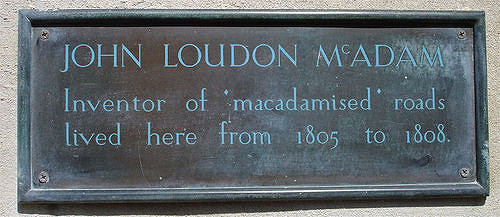 JOHN LOUDON McADAM
Inventor of 'macadamised' roads
lived here from 1805 to 1808.